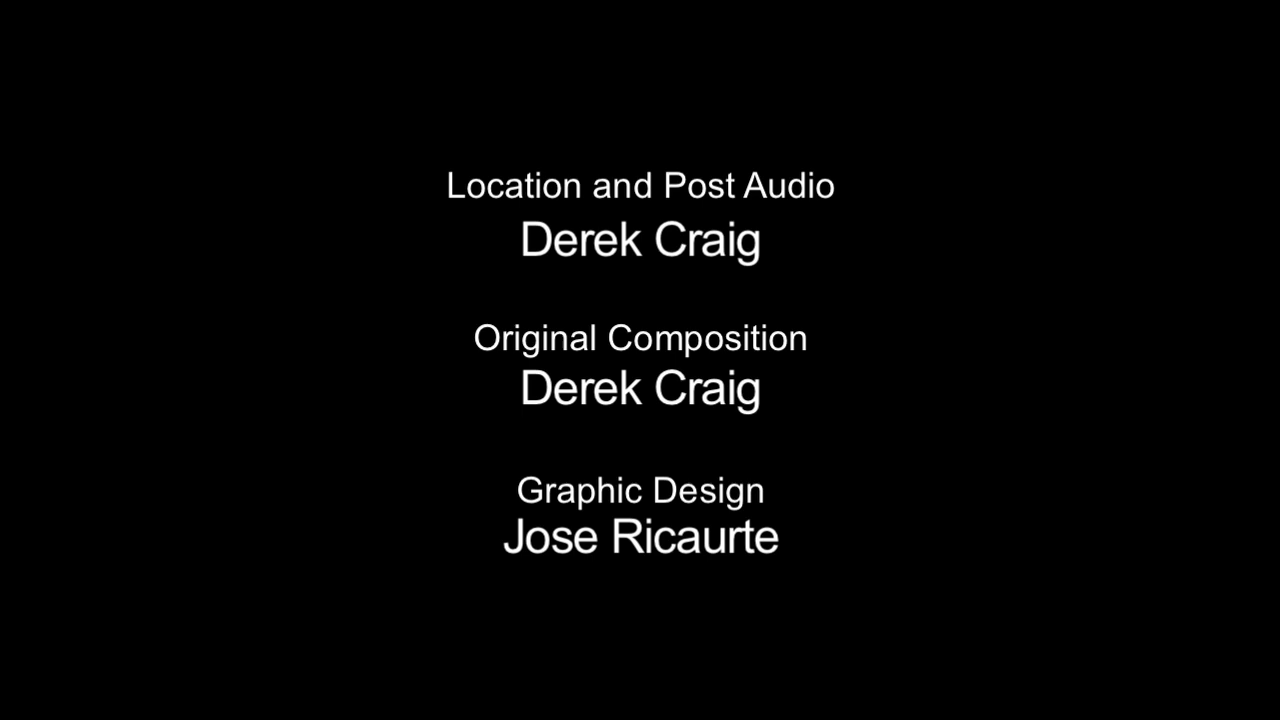 Location and Post Audio
Derek Craig
Original Composition
Derek Craig
Graphic Design
Jose Ricaurte